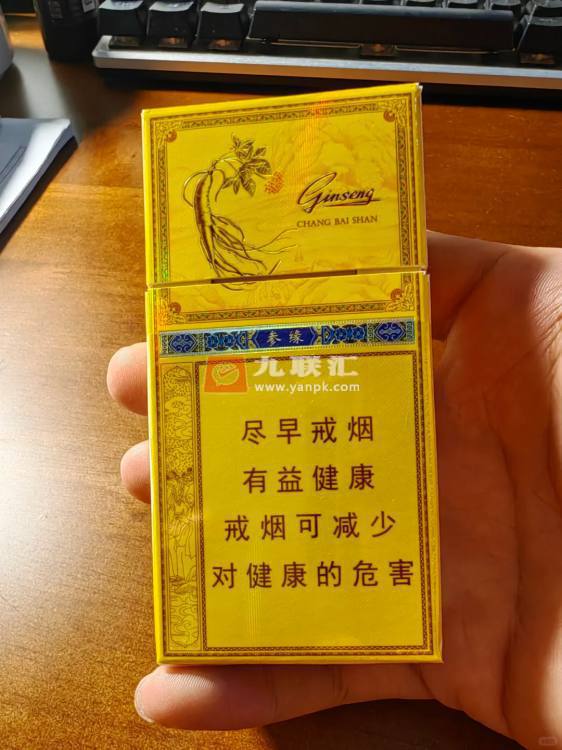 Ginseng
CHANG BAI SHAN
参缘
九联汇
www.yanpk.com
尽早戒烟
有益健康
戒烟可减少
对健康的危害